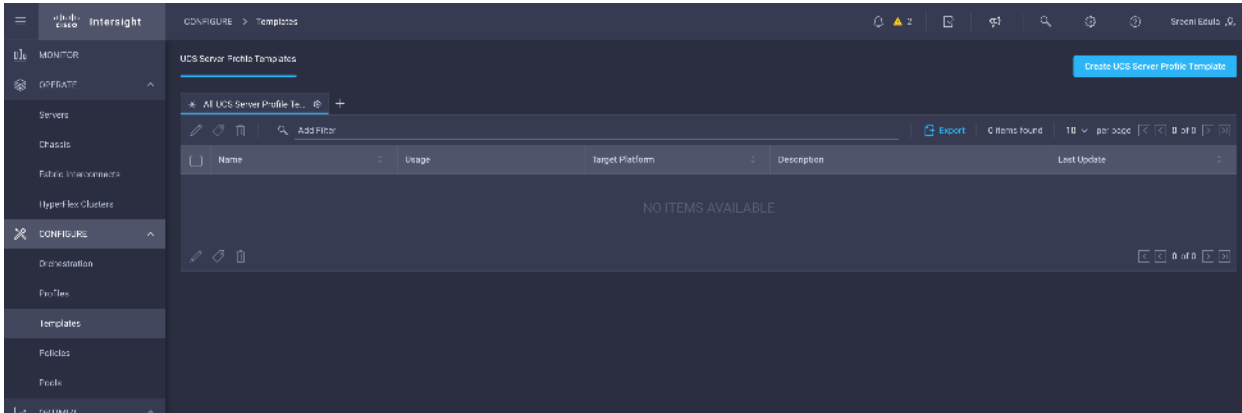 cisco Intersight
CONFIGURE > Templates
2
Sreeni Edula
MONITOR
OPERATE
Servers
Chassis
Fabric Interconnects
HyperFlex Clusters
CONFIGURE
Orchestration
Profiles
Templates
Policies
Pools
OPTIMIZE
UCS Server Profile Templates
Create UCS Server Profile Template
All UCS Server Profile Te...
Add Filter
Export 0 items found 10 per page 0 of 0
Name Usage Target Platform Description Last Update
NO ITEMS AVAILABLE
0 of 0